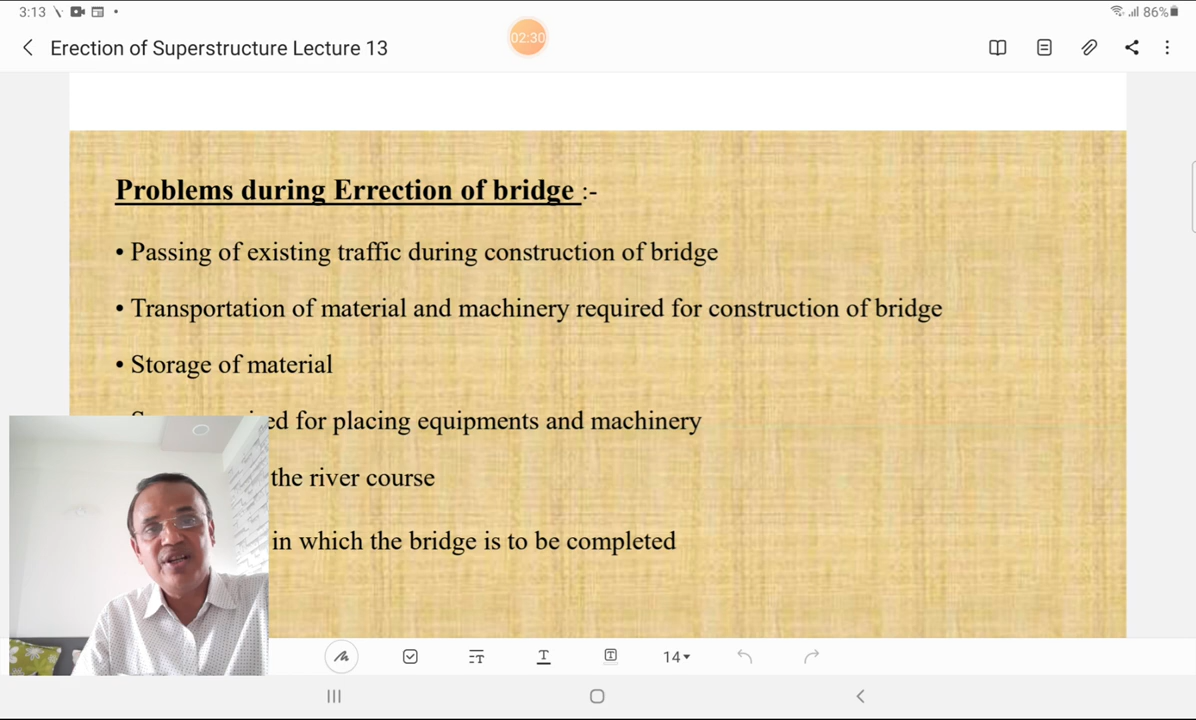 3:13
86%
02:30
Erection of Superstructure Lecture 13
Problems during Errection of bridge :-
• Passing of existing traffic during construction of bridge
• Transportation of material and machinery required for construction of bridge
• Storage of material
for placing equipments and machinery
the river course
in which the bridge is to be completed
14